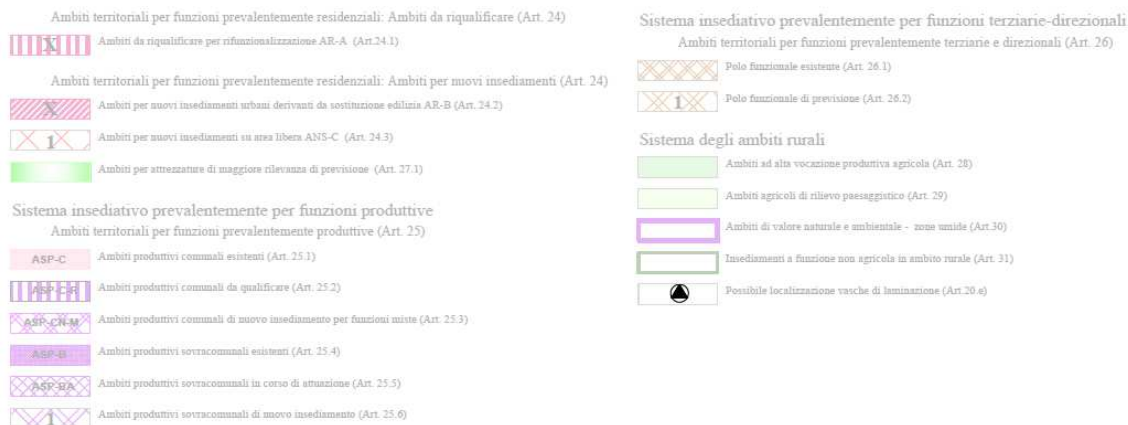 Ambiti territoriali per funzioni prevalentemente residenziali: Ambiti da riqualificare (Art. 24)
X Ambiti da riqualificare per rifunzionalizzazione AR-A (Art.24.1)
Ambiti territoriali per funzioni prevalentemente residenziali: Ambiti per nuovi insediamenti (Art. 24)
X Ambiti per nuovi insediamenti urbani derivanti da sostituzione edilizia AR-B (Art.24.2)
1 Ambiti per nuovi insediamenti su area libera ANS-C (Art. 24.3)
Ambiti per attrezzature di maggiore rilevanza di previsione (Art. 27.1)
Sistema insediativo prevalentemente per funzioni produttive
Ambiti territoriali per funzioni prevalentemente produttive (Art. 25)
ASP-C Ambiti produttivi comunali esistenti (Art. 25.1)
ASP-C-R Ambiti produttivi comunali da qualificare (Art. 25.2)
ASP-CN-M Ambiti produttivi comunali di nuovo insediamento per funzioni miste (Art. 25.3)
ASP-B Ambiti produttivi sovracomunali esistenti (Art. 25.4)
ASP-BA Ambiti produttivi sovracomunali in corso di attuazione (Art. 25.5)
1 Ambiti produttivi sovracomunali di nuovo insediamento (Art. 25.6)
Sistema insediativo prevalentemente per funzioni terziarie-direzionali
Ambiti territoriali per funzioni prevalentemente terziarie e direzionali (Art. 26)
Polo funzionale esistente (Art. 26.1)
1 Polo funzionale di previsione (Art. 26.2)
Sistema degli ambiti rurali
Ambiti ad alta vocazione produttiva agricola (Art. 28)
Ambiti agricoli di rilievo paesaggistico (Art. 29)
Ambiti di valore naturale e ambientale - zone umide (Art.30)
Insediamenti a funzione non agricola in ambito rurale (Art. 31)
Possibile localizzazione vasche di laminazione (Art.20.e)